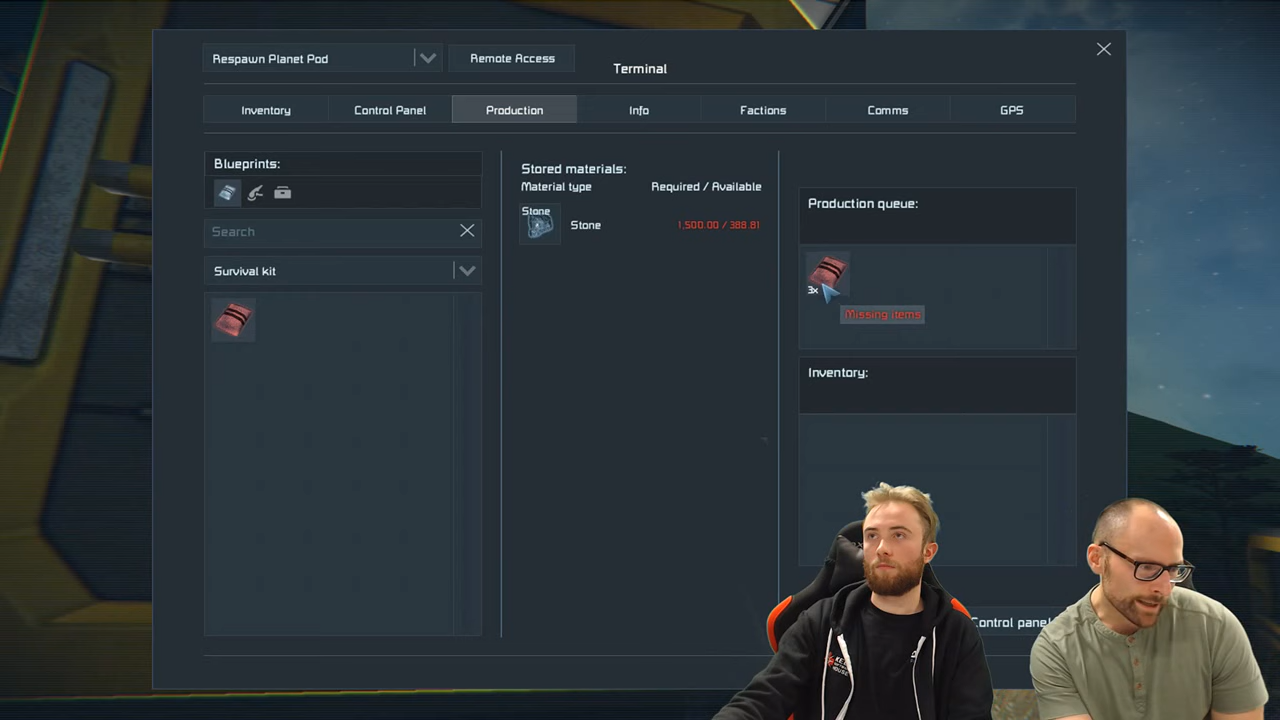 Respawn Planet Pod
Remote Access
Terminal
Inventory
Control Panel
Production
Info
Factions
Comms
GPS
Blueprints:
Search
Survival kit
Stored materials:
Material type
Required / Available
Stone
Stone
1,500.00 / 388.81
Production queue:
3x
Missing items
Inventory:
Control panel